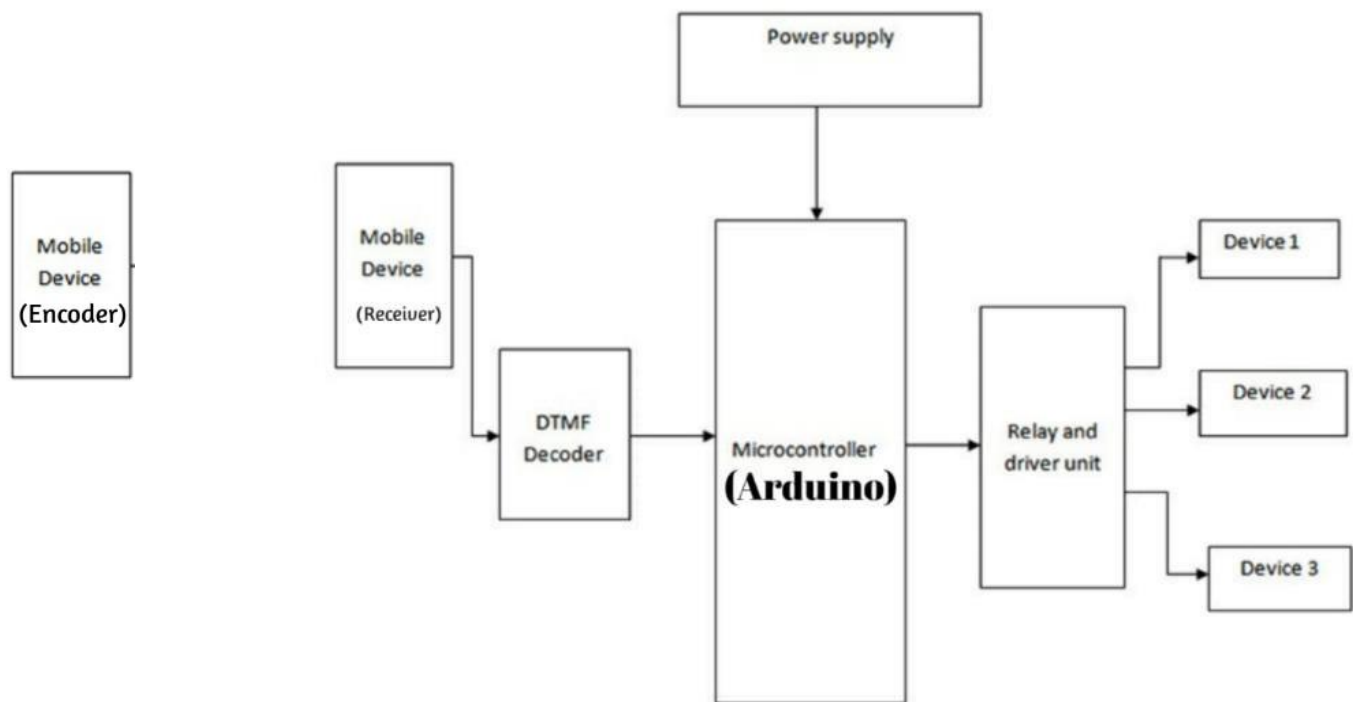 Power supply
Mobile
Device
(Encoder)
Mobile
Device
(Receiver)
DTMF
Decoder
Microcontroller
(Arduino)
Relay and
driver unit
Device 1
Device 2
Device 3